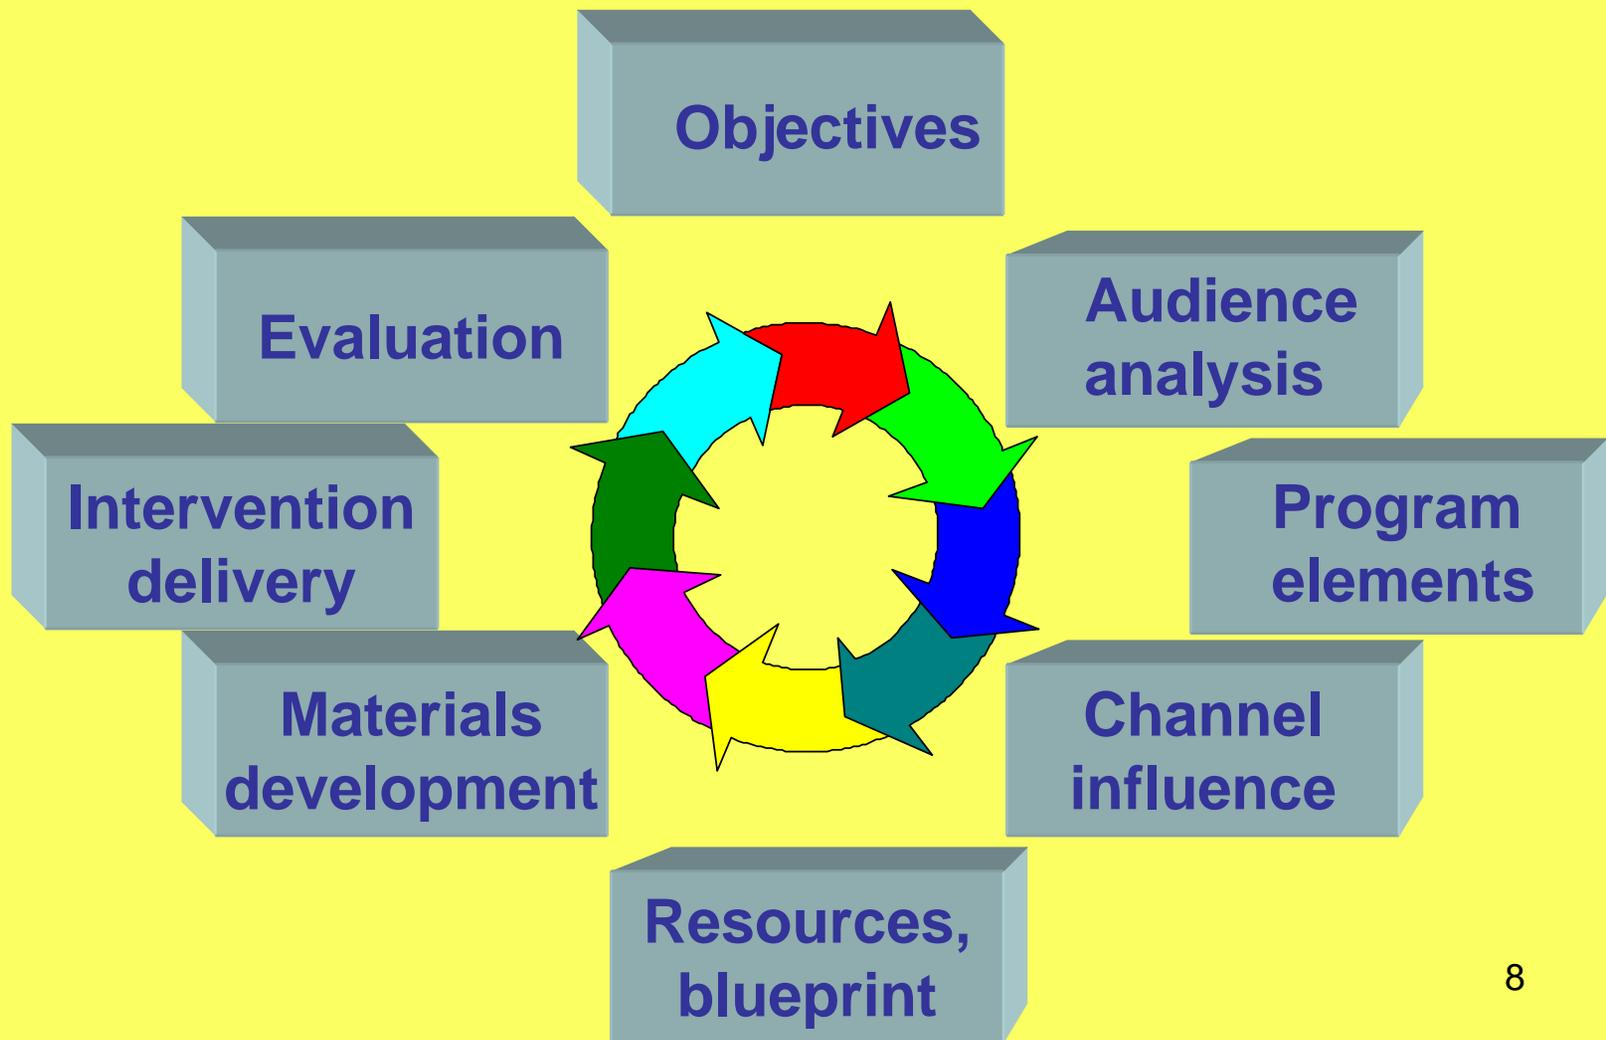 Objectives
Evaluation
Audience
analysis
Intervention
delivery
Program
elements
Materials
development
Channel
influence
Resources,
blueprint
8